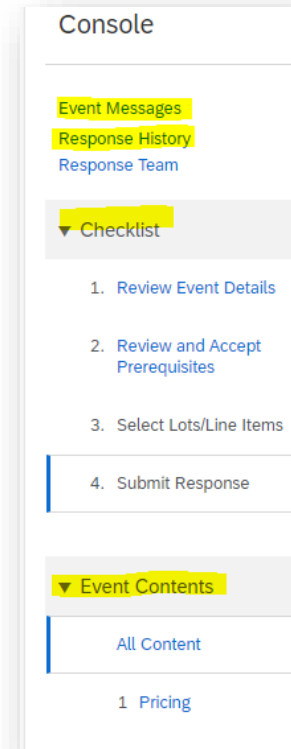 Console
Event Messages
Response History
Response Team
▼ Checklist
1. Review Event Details
2. Review and Accept
Prerequisites
3. Select Lots/Line Items
4. Submit Response
▼ Event Contents
All Content
1 Pricing